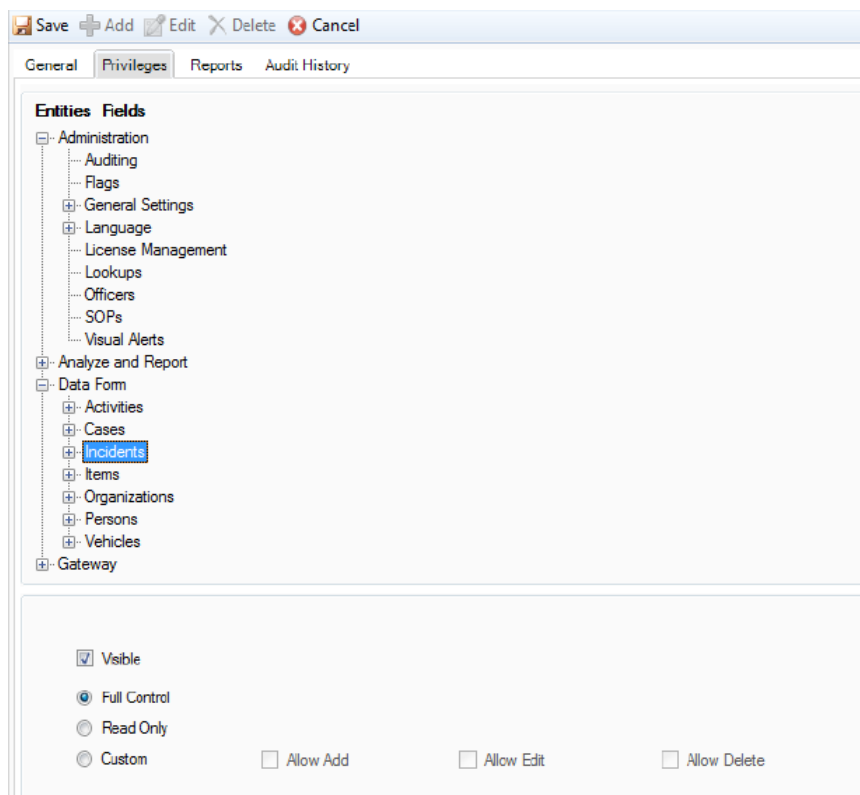 Save Add Edit Delete Cancel
General Privileges Reports Audit History
Entities Fields
Administration
Auditing
Flags
General Settings
Language
License Management
Lookups
Officers
SOPs
Visual Alerts
Analyze and Report
Data Form
Activities
Cases
Incidents
Items
Organizations
Persons
Vehicles
Gateway
Visible
Full Control
Read Only
Custom Allow Add Allow Edit Allow Delete